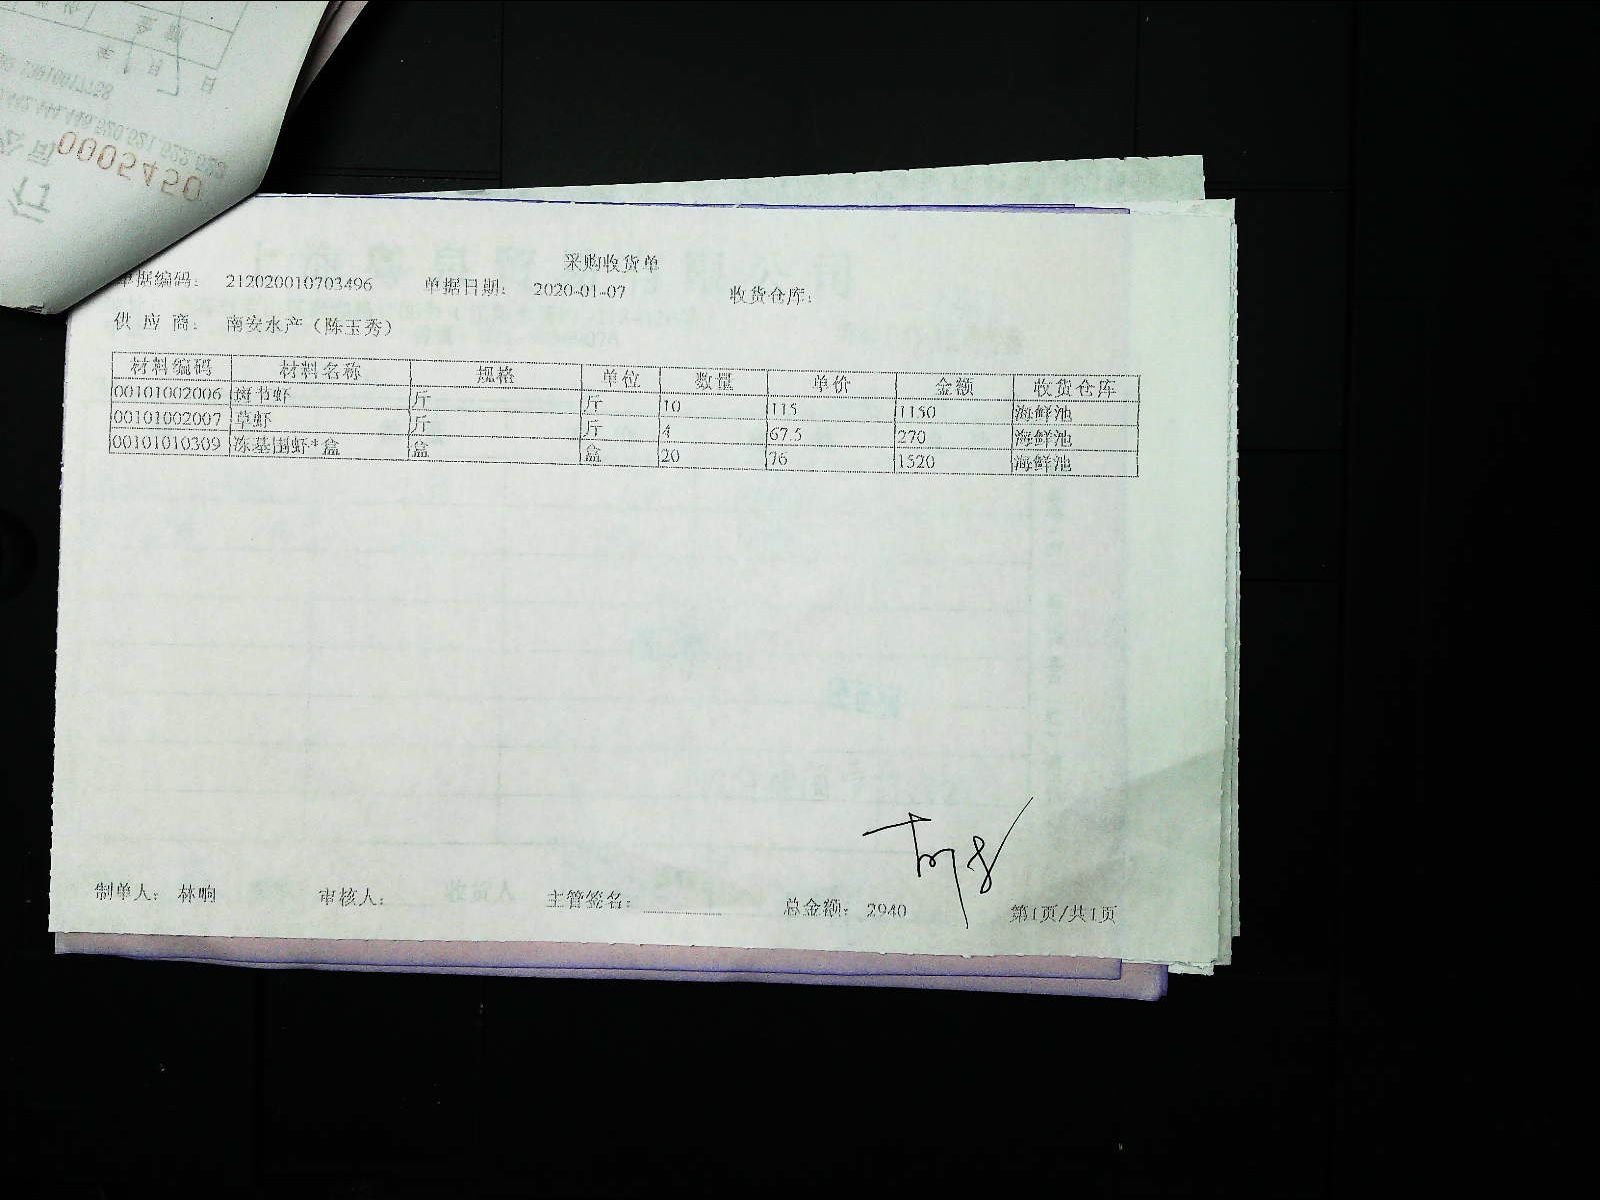 0005450
采购收货单
单据编码： 212020010703496 单据日期： 2020-01-07 收货仓库：
供 应 商： 南安水产（陈玉秀）
材料编码 材料名称 规格 单位 数量 单价 金额 收货仓库
00101002006 斑节虾 斤 斤 10 115 1150 海鲜池
00101002007 草虾 斤 斤 4 67.5 270 海鲜池
00101010309 冻基围虾*盒 盒 盒 20 76 1520 海鲜池
制单人： 林响 审核人： 收货人 主管签名： 总金额： 2940 第1页/共1页